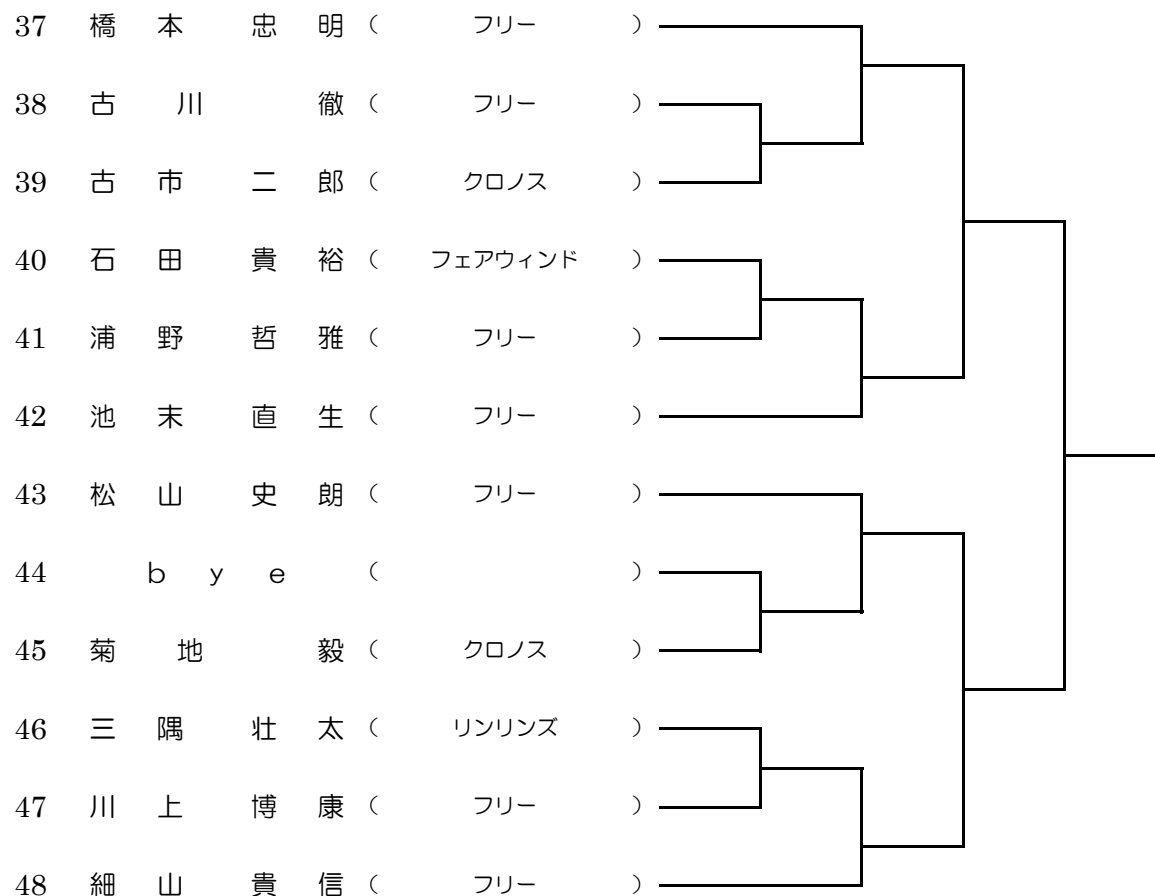 37 橋本 忠明 （ フリー ）
38 古川 徹 （ フリー ）
39 古市 二郎 （ クロノス ）
40 石田 貴裕 （ フェアウィンド ）
41 浦野 哲雅 （ フリー ）
42 池末 直生 （ フリー ）
43 松山 史朗 （ フリー ）
44 ｂｙｅ （ ）
45 菊地 毅 （ クロノス ）
46 三隅 壮太 （ リンリンズ ）
47 川上 博康 （ フリー ）
48 細山 貴信 （ フリー ）